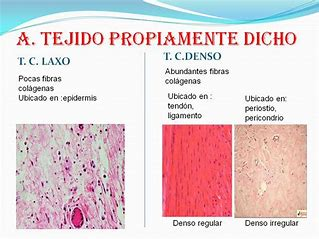 A. TEJIDO PROPIAMENTE DICHO
T. C. LAXO
Pocas fibras
colágenas
Ubicado en :epidermis
T. C.DENSO
Abundantes fibras
colágenas
Ubicado en :
tendón,
ligamento
Ubicado en:
periostio,
pericondrio
Denso regular
Denso irregular